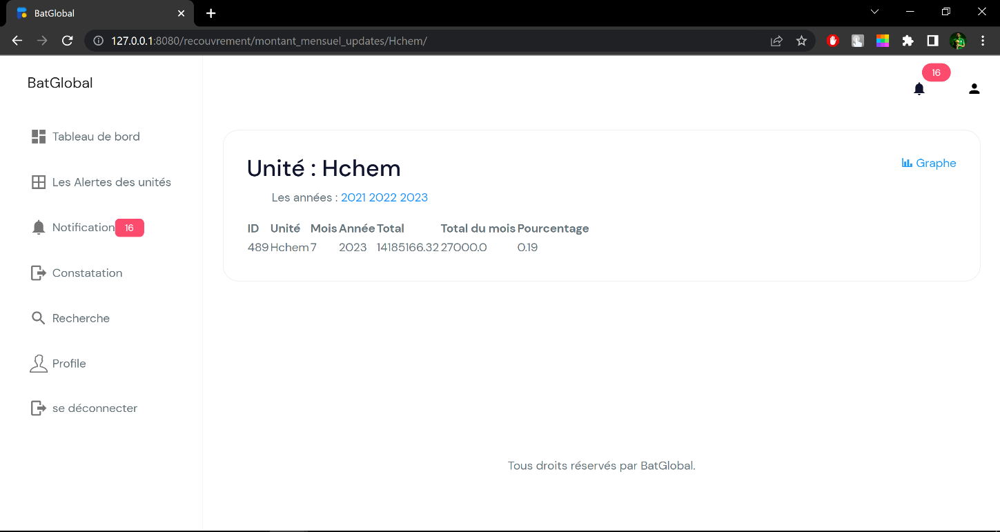 BatGlobal
127.0.0.1:8080/recouvrement/montant_mensuel_updates/Hchem/
BatGlobal
16
Tableau de bord
Les Alertes des unités
Notification 16
Constatation
Recherche
Profile
se déconnecter
Unité : Hchem
Graphe
Les années : 2021 2022 2023
ID Unité Mois Année Total Total du mois Pourcentage
489 Hchem 7 2023 14185166.32 27000.0 0.19
Tous droits réservés par BatGlobal.